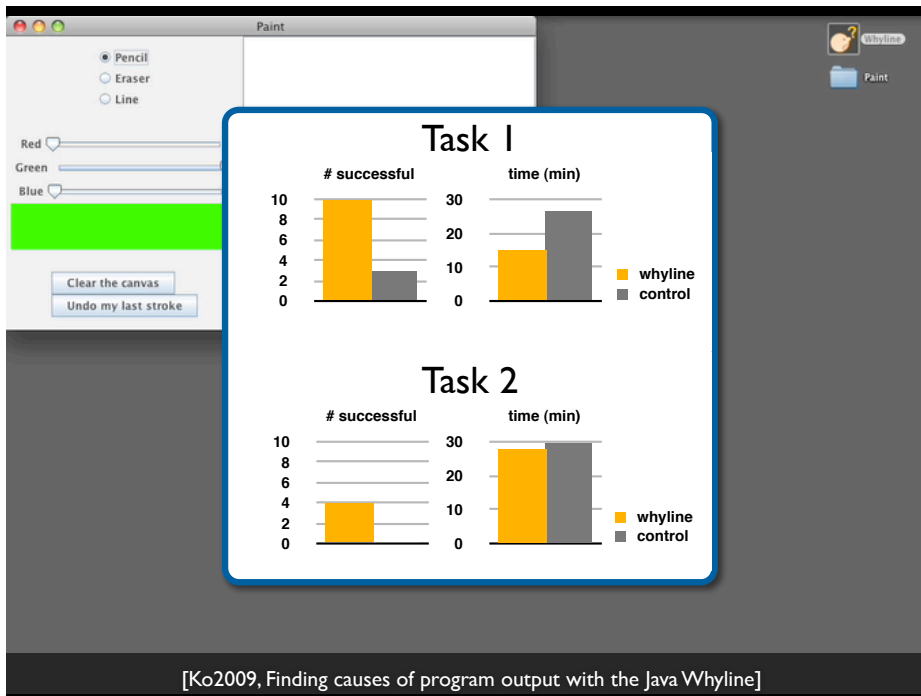 Paint
Pencil
Eraser
Line
Red
Green
Blue
Clear the canvas
Undo my last stroke
Whyline
Paint
Task 1
# successful
time (min)
10
8
6
4
2
0
30
20
10
0
whyline
control
Task 2
# successful
time (min)
10
8
6
4
2
0
30
20
10
0
whyline
control
[Ko2009, Finding causes of program output with the Java Whyline]